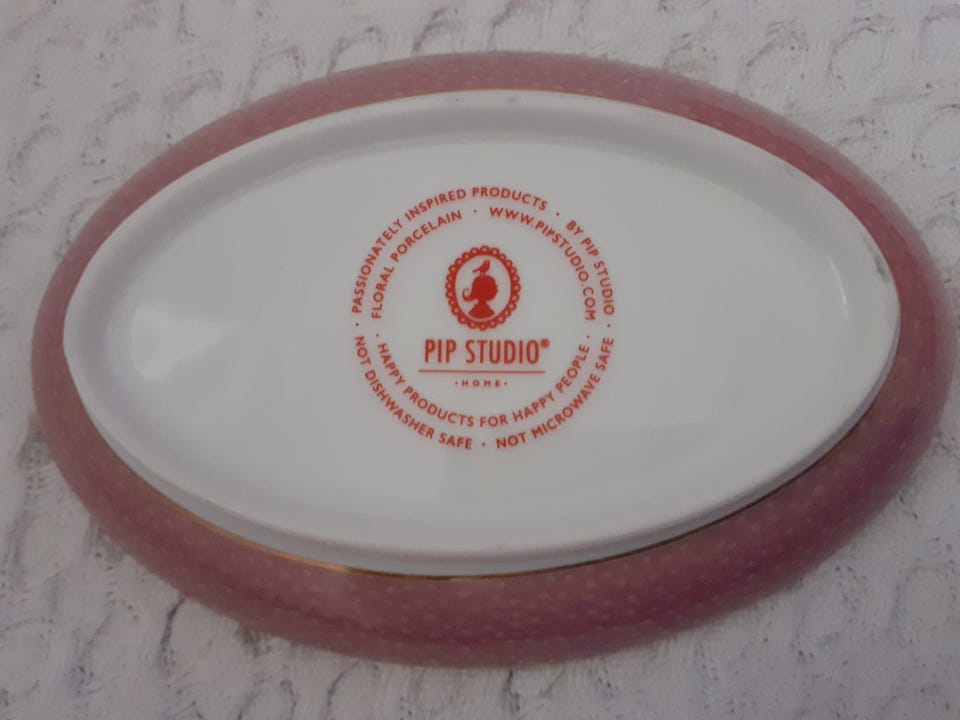 · PASSIONATELY INSPIRED PRODUCTS · BY PIP STUDIO ·
FLORAL PORCELAIN · WWW.PIPSTUDIO.COM
PIP STUDIO®
·HOME·
· HAPPY PRODUCTS FOR HAPPY PEOPLE ·
NOT DISHWASHER SAFE · NOT MICROWAVE SAFE